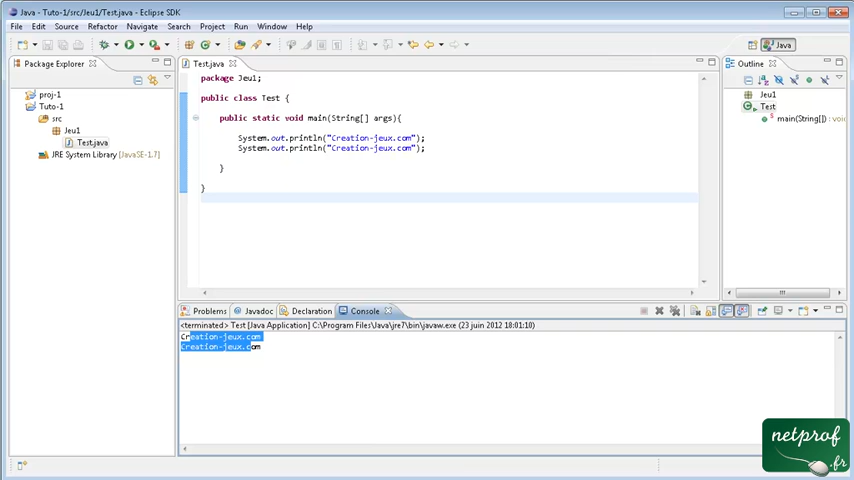 Java - Tuto-1/src/Jeu1/Test.java - Eclipse SDK
File Edit Source Refactor Navigate Search Project Run Window Help
Java
Package Explorer
proj-1
Tuto-1
src
Jeu1
Test.java
JRE System Library [JavaSE-1.7]
Test.java
package Jeu1;
public class Test {
public static void main(String[] args){
System.out.println("Creation-jeux.com");
System.out.println("Creation-jeux.com");
}
}
Outline
Jeu1
Test
main(String[]) : voi
Problems Javadoc Declaration Console
<terminated> Test [Java Application] C:\Program Files\Java\jre7\bin\javaw.exe (23 juin 2012 18:01:10)
Creation-jeux.com
Creation-jeux.com
netprof
.fr